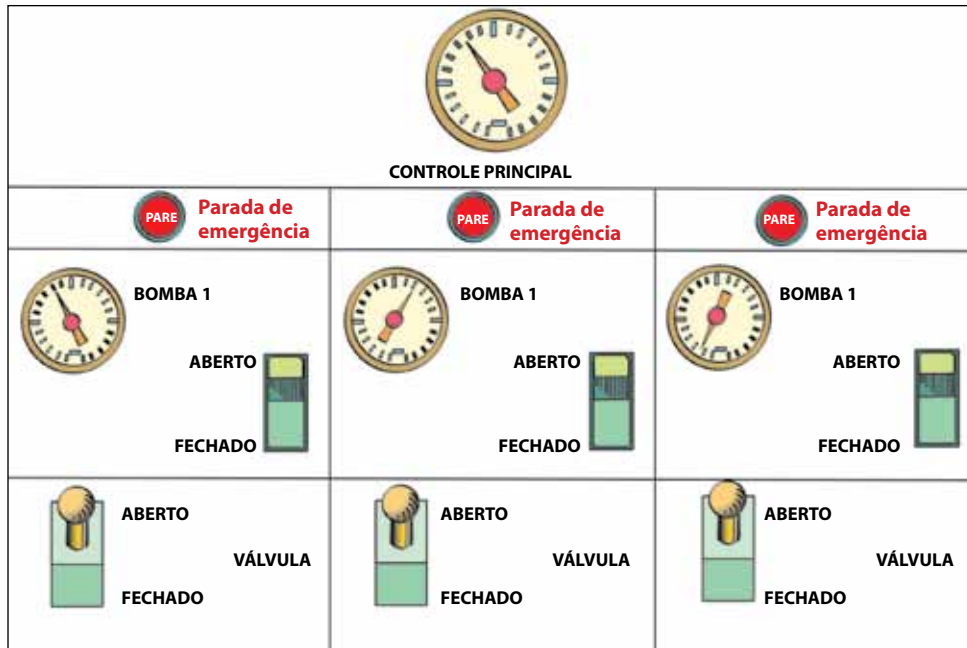 CONTROLE PRINCIPAL
PARE
Parada de
emergência
PARE
Parada de
emergência
PARE
Parada de
emergência
BOMBA 1
ABERTO
FECHADO
BOMBA 1
ABERTO
FECHADO
BOMBA 1
ABERTO
FECHADO
ABERTO
VÁLVULA
FECHADO
ABERTO
VÁLVULA
FECHADO
ABERTO
VÁLVULA
FECHADO